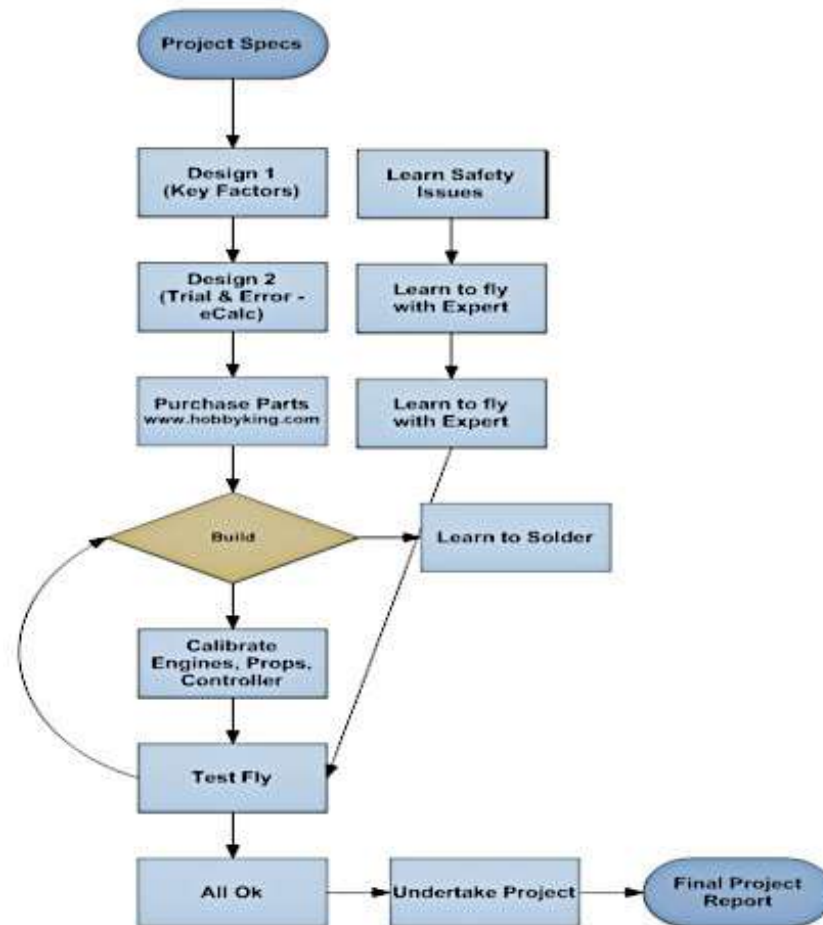 Project Specs
Design 1
(Key Factors)
Learn Safety
Issues
Design 2
(Trial & Error -
eCalc)
Learn to fly
with Expert
Purchase Parts
www.hobbyking.com
Learn to fly
with Expert
Build
Learn to Solder
Calibrate
Engines, Props,
Controller
Test Fly
All Ok
Undertake Project
Final Project
Report